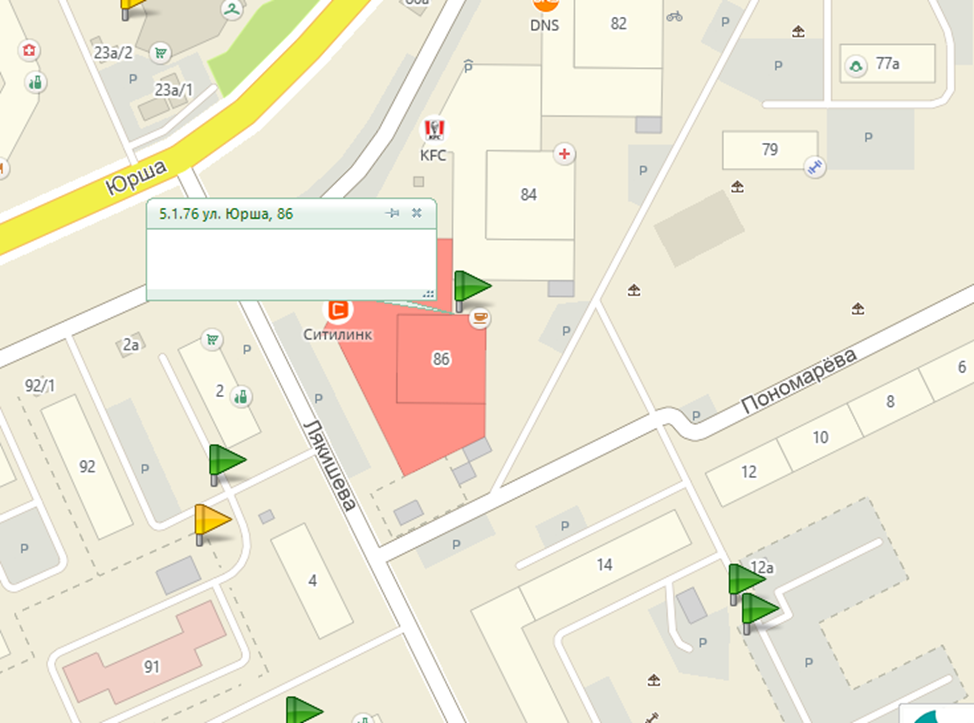 60а
DNS
82
23а/2
P
77а
P
P
23а/1
P
P
KFC
79
P
Юрша
84
5.1.76 ул. Юрша, 86
Ситилинк
P
86
2а
P
92/1
2
P
6
Пономарёва
8
P
10
12
92
P
Лякишева
P
P
P
14
4
12а
91
P
P